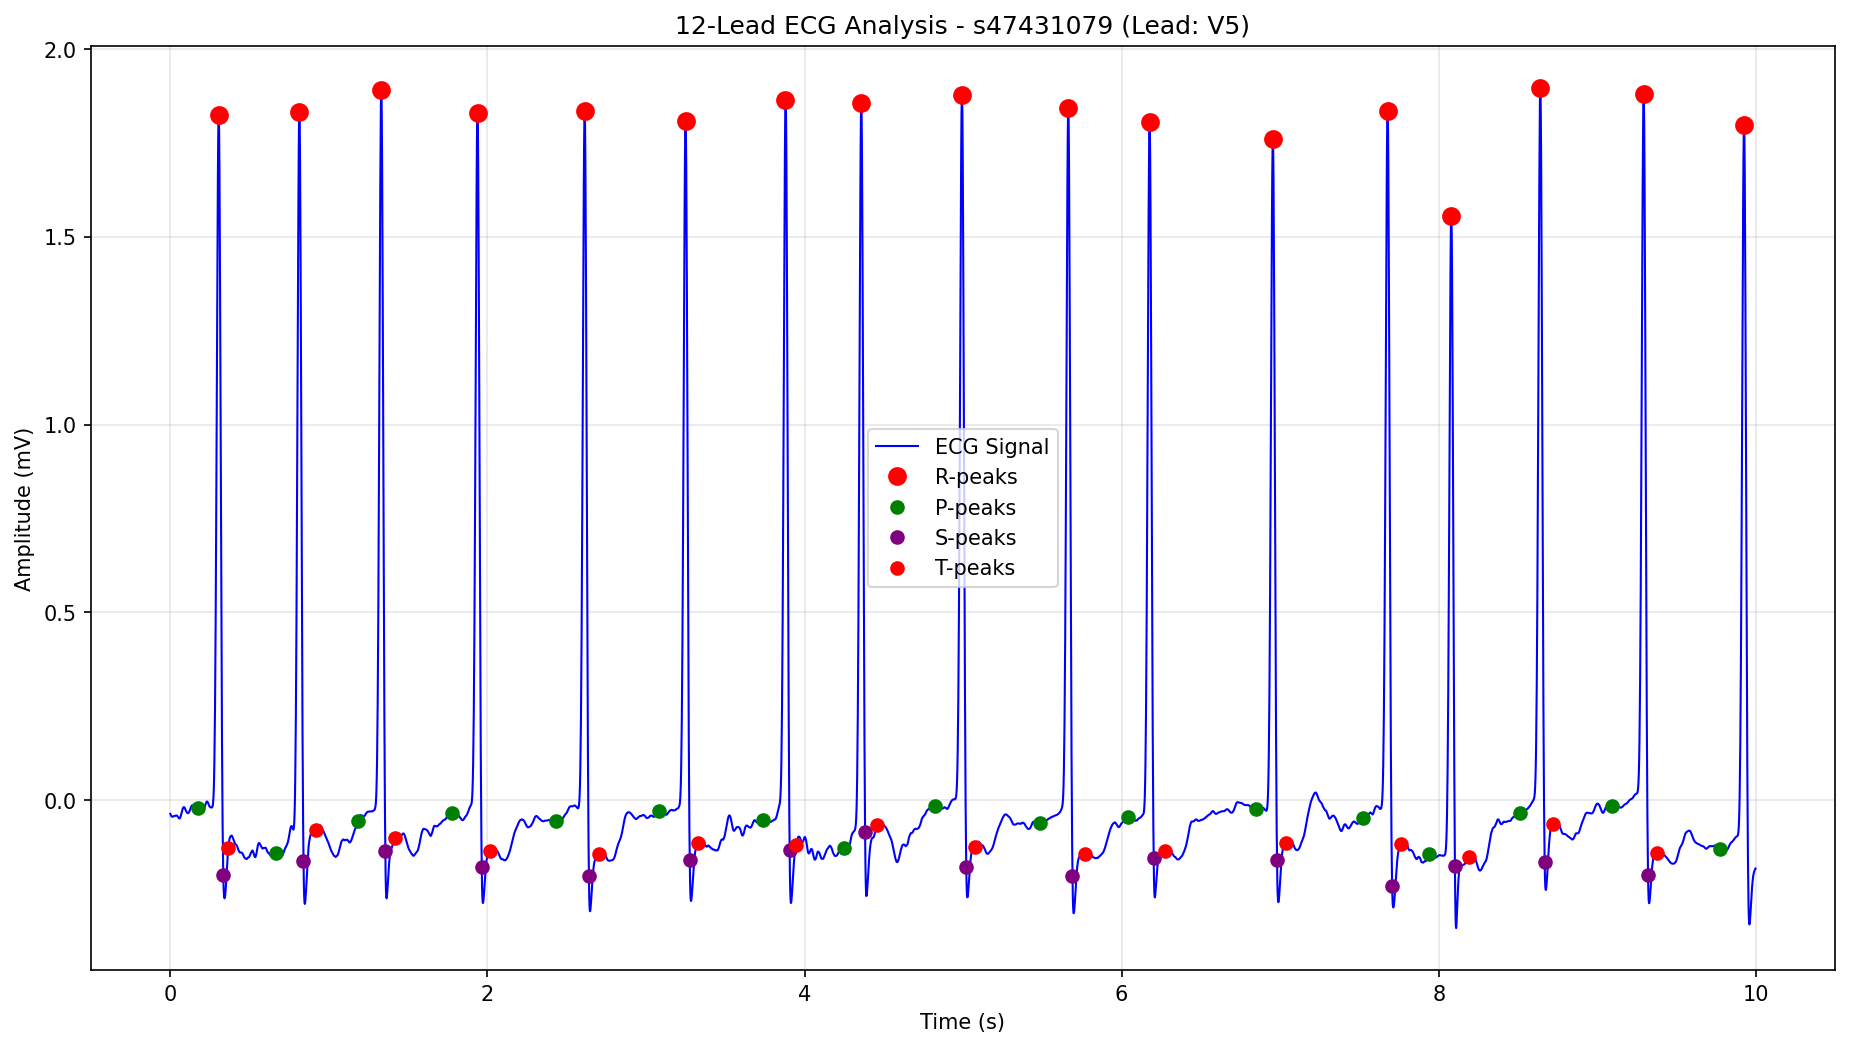 12-Lead ECG Analysis - s47431079 (Lead: V5)
2.0
1.5
1.0
0.5
0.0
Amplitude (mV)
ECG Signal
R-peaks
P-peaks
S-peaks
T-peaks
0 2 4 6 8 10
Time (s)